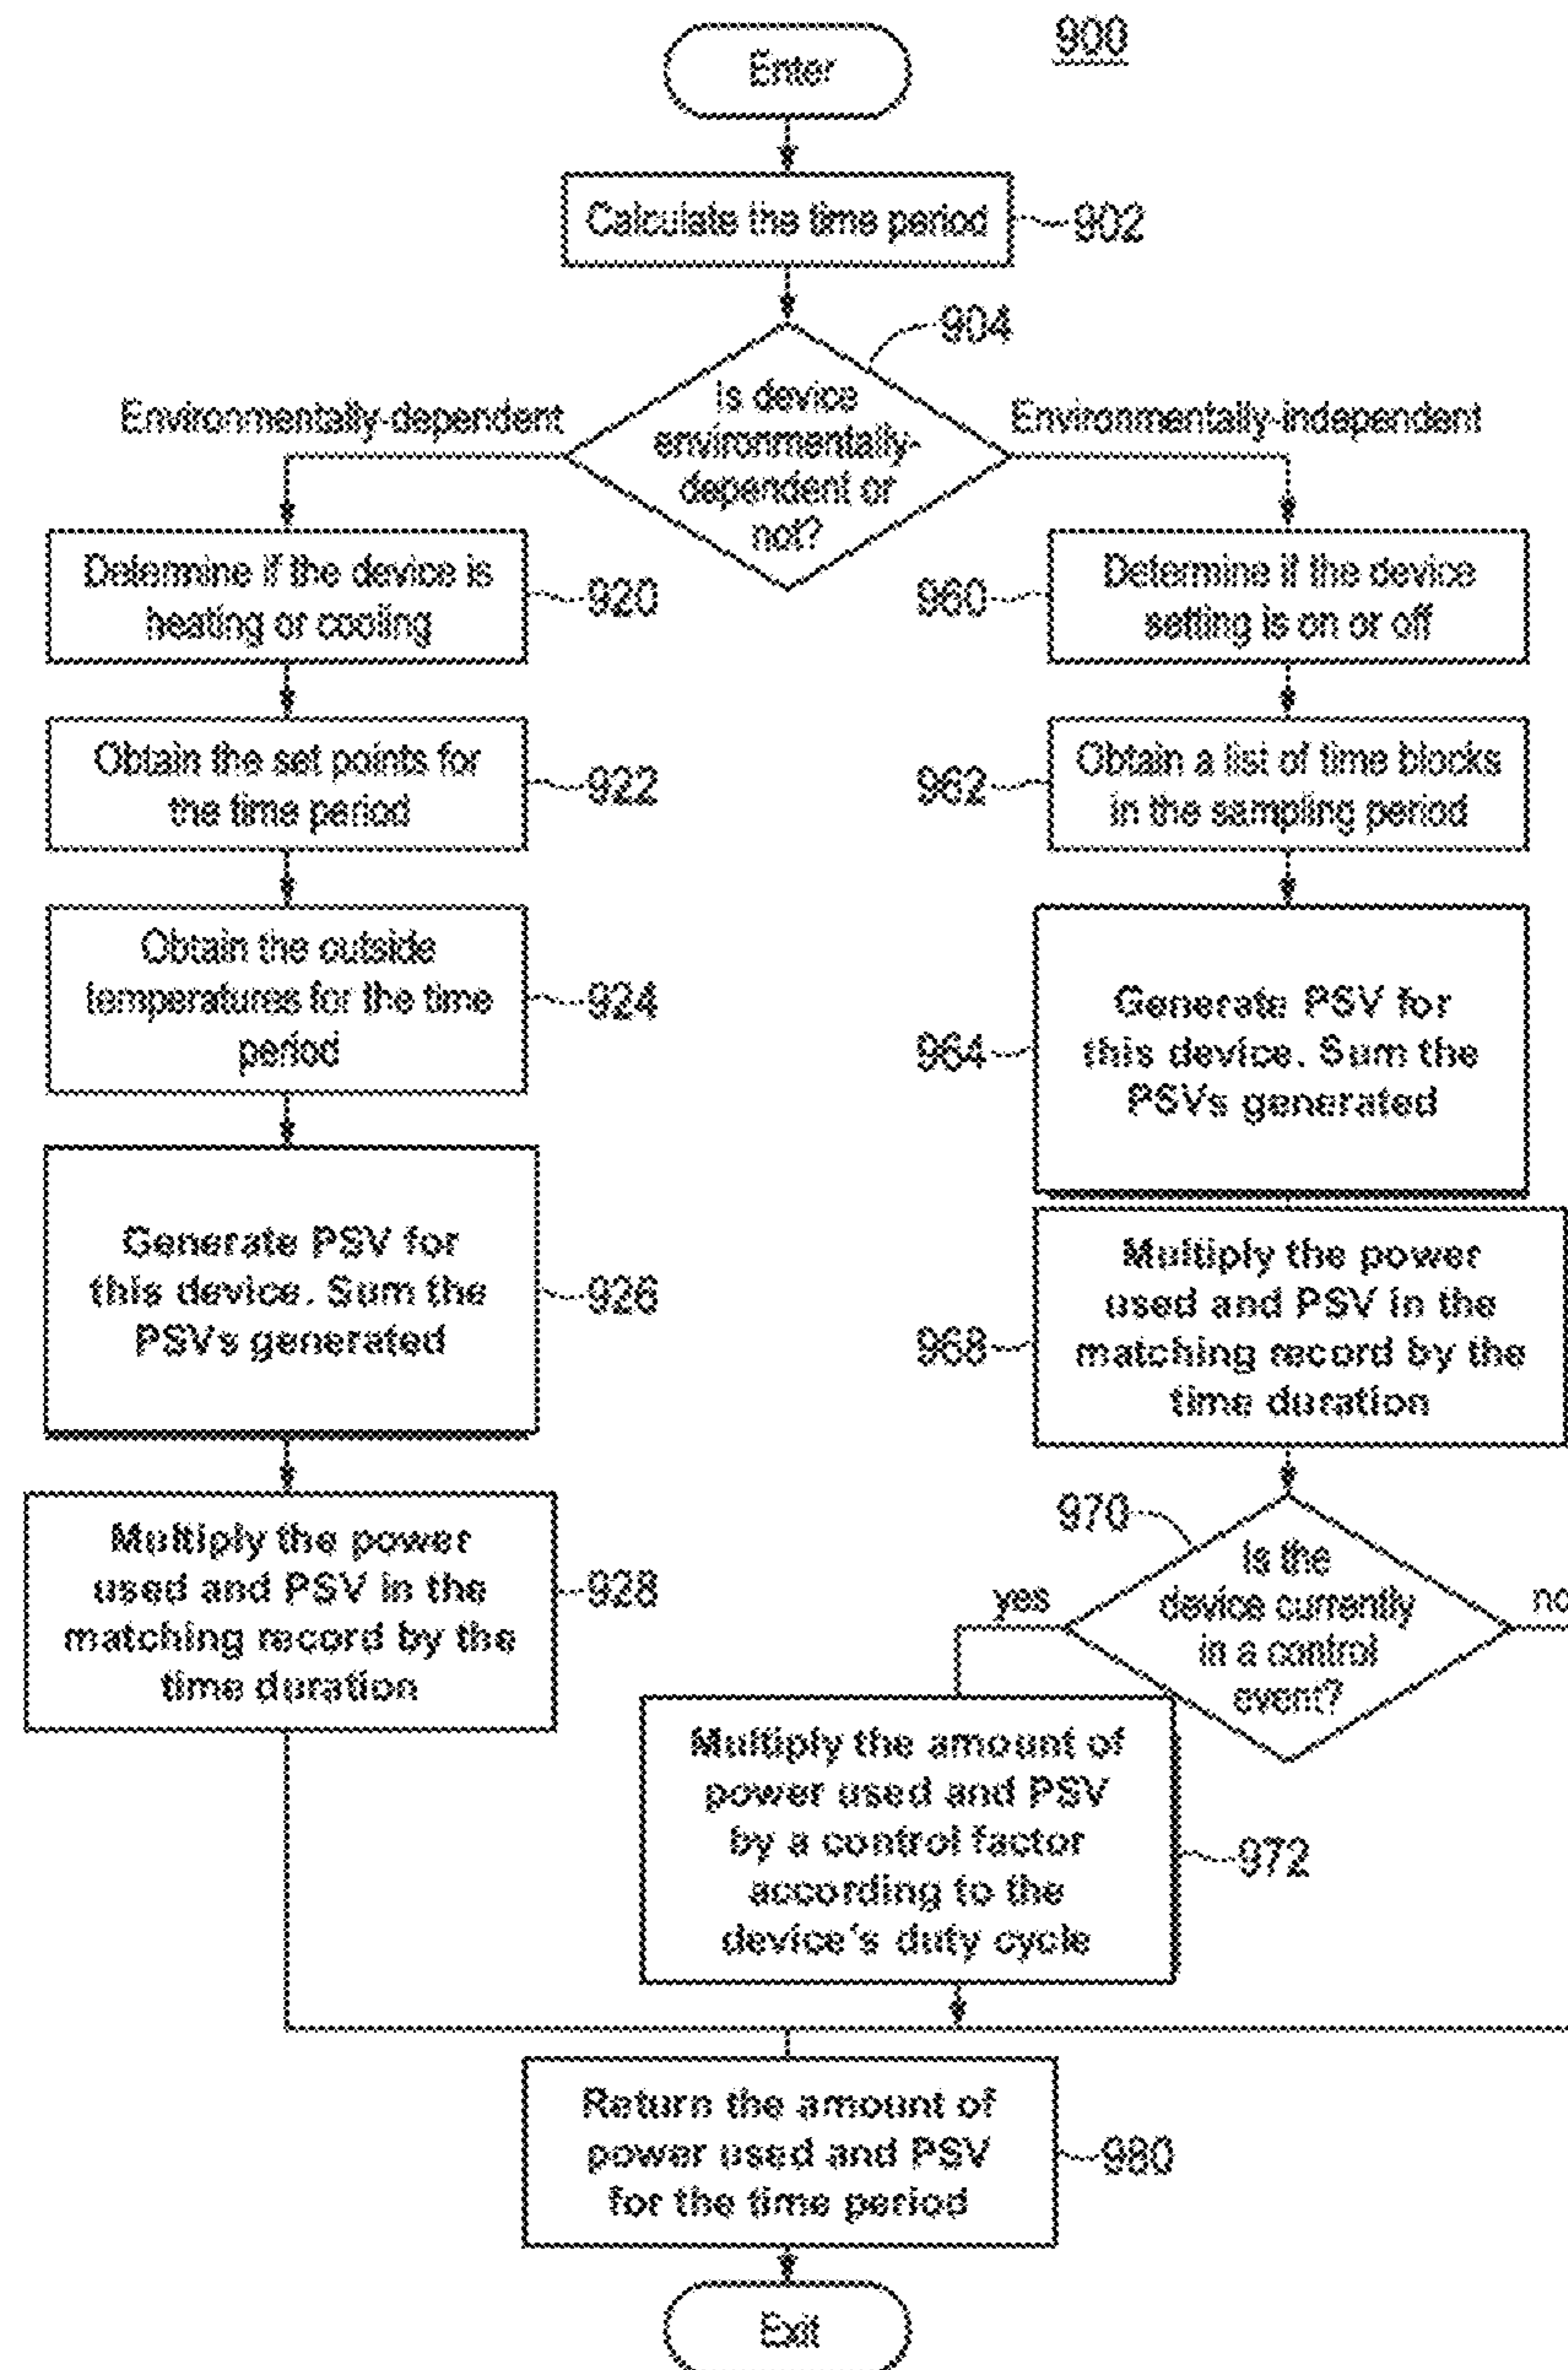 900
Enter
Calculate the time period
902
904
Is device
environmentally-
dependent or
not?
Environmentally-dependent
Environmentally-independent
Determine if the device is
heating or cooling
920
Obtain the set points for
the time period
922
Obtain the outside
temperatures for the time
period
924
Generate PSV for
this device. Sum the
PSVs generated
926
Multiply the power
used and PSV in the
matching record by the
time duration
928
960
Determine if the device
setting is on or off
962
Obtain a list of time blocks
in the sampling period
964
Generate PSV for
this device. Sum the
PSVs generated
968
Multiply the power
used and PSV in the
matching record by the
time duration
970
Is the
device currently
in a control
event?
yes
no
Multiply the amount of
power used and PSV
by a control factor
according to the
device's duty cycle
972
Return the amount of
power used and PSV
for the time period
980
Exit